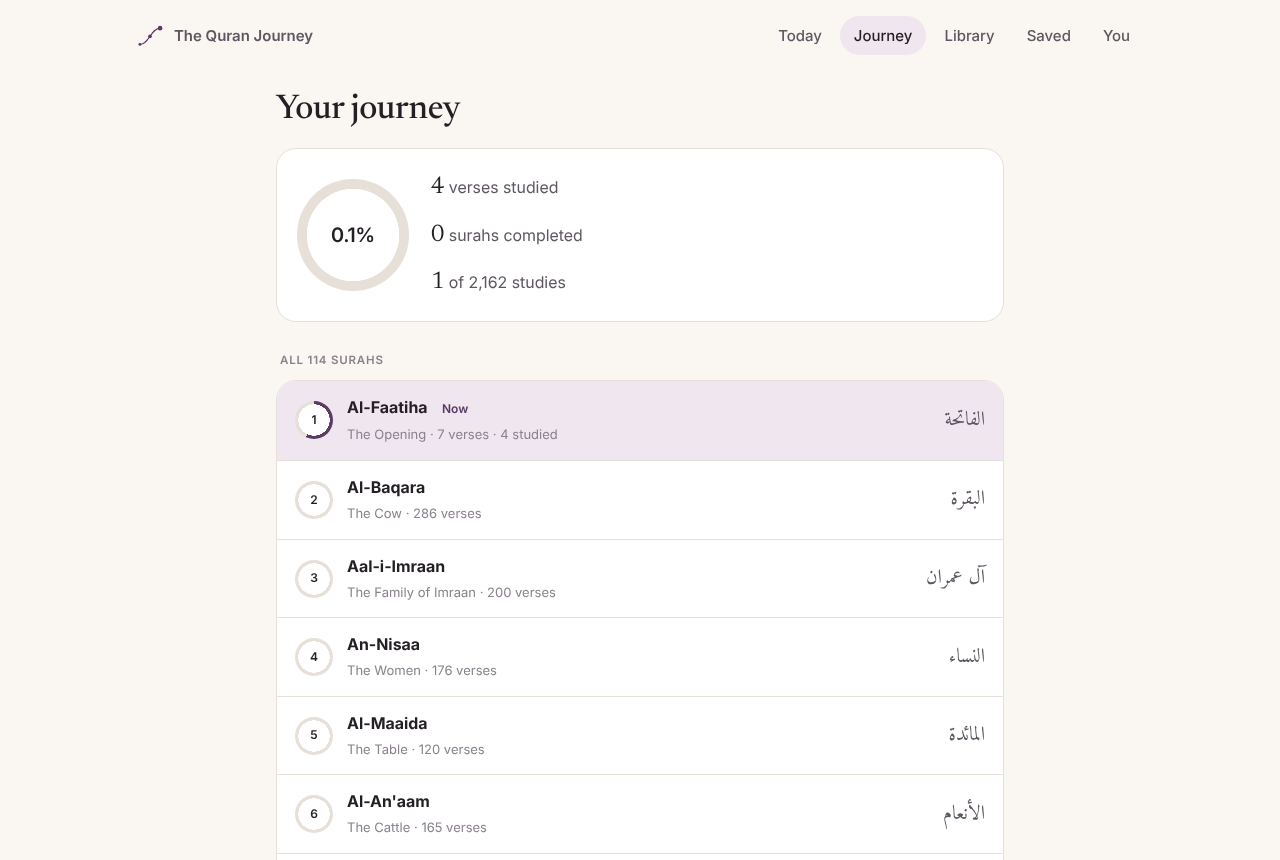 The Quran Journey
Today Journey Library Saved You
Your journey
0.1%
4 verses studied
0 surahs completed
1 of 2,162 studies
ALL 114 SURAHS
1 Al-Faatiha Now الفاتحة
The Opening · 7 verses · 4 studied
2 Al-Baqara البقرة
The Cow · 286 verses
3 Aal-i-Imraan آل عمران
The Family of Imraan · 200 verses
4 An-Nisaa النساء
The Women · 176 verses
5 Al-Maaida المائدة
The Table · 120 verses
6 Al-An'aam الأنعام
The Cattle · 165 verses